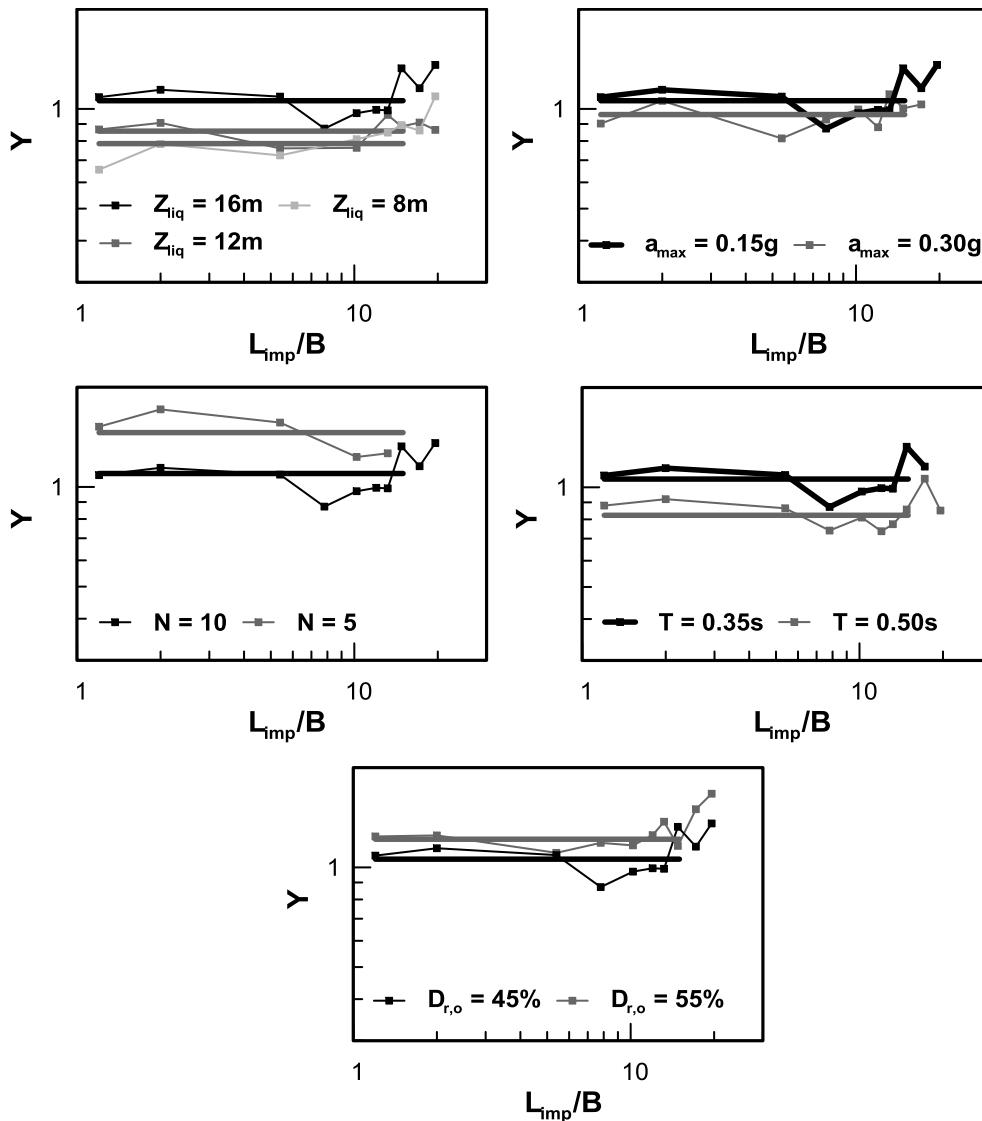 Y
1
Z_liq = 16m
Z_liq = 8m
Z_liq = 12m
1
10
L_imp/B
Y
1
a_max = 0.15g
a_max = 0.30g
1
10
L_imp/B
Y
1
N = 10
N = 5
1
10
L_imp/B
Y
1
T = 0.35s
T = 0.50s
1
10
L_imp/B
Y
1
D_r,o = 45%
D_r,o = 55%
1
10
L_imp/B